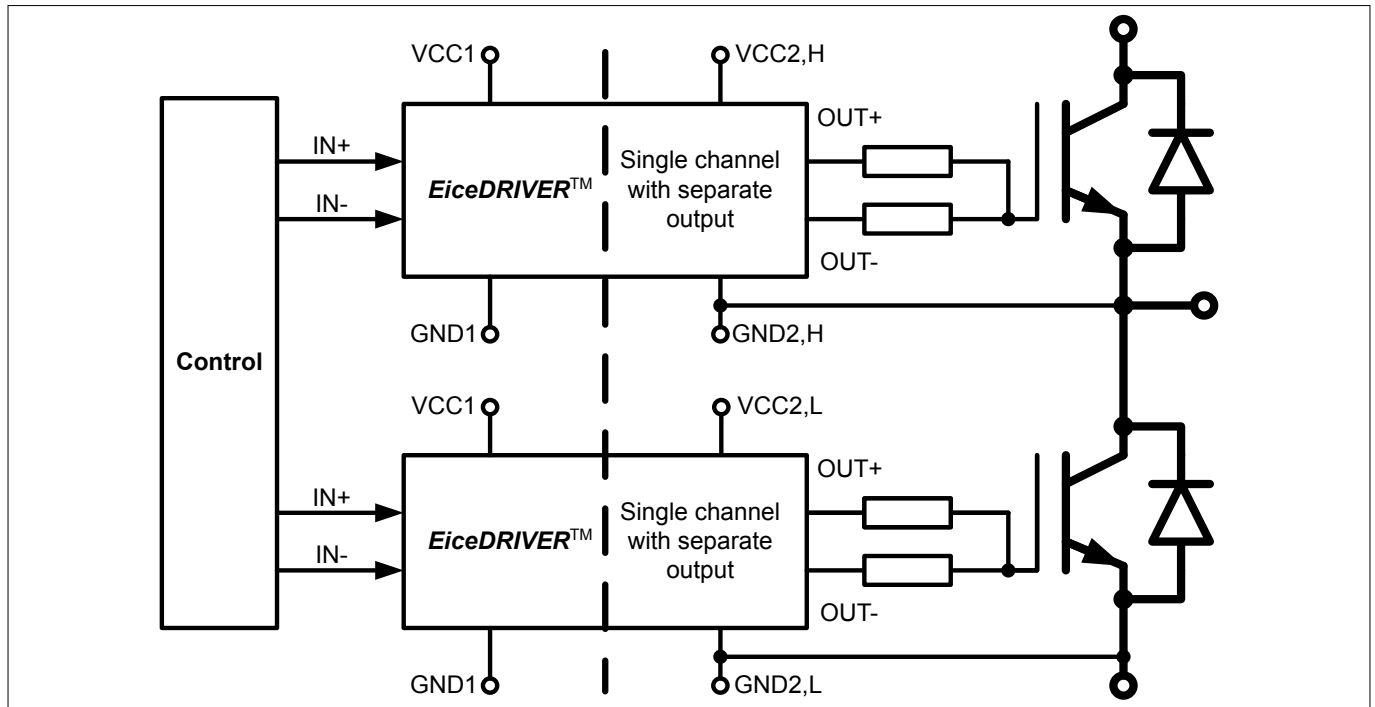 VCC1
VCC2,H
IN+
IN-
EiceDRIVER™
Single channel
with separate
output
OUT+
OUT-
GND1
GND2,H
Control
VCC1
VCC2,L
IN+
IN-
EiceDRIVER™
Single channel
with separate
output
OUT+
OUT-
GND1
GND2,L